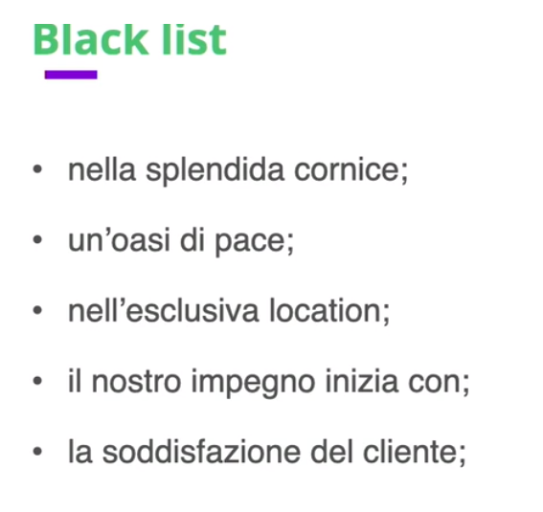 Black list
• nella splendida cornice;
• un’oasi di pace;
• nell’esclusiva location;
• il nostro impegno inizia con;
• la soddisfazione del cliente;